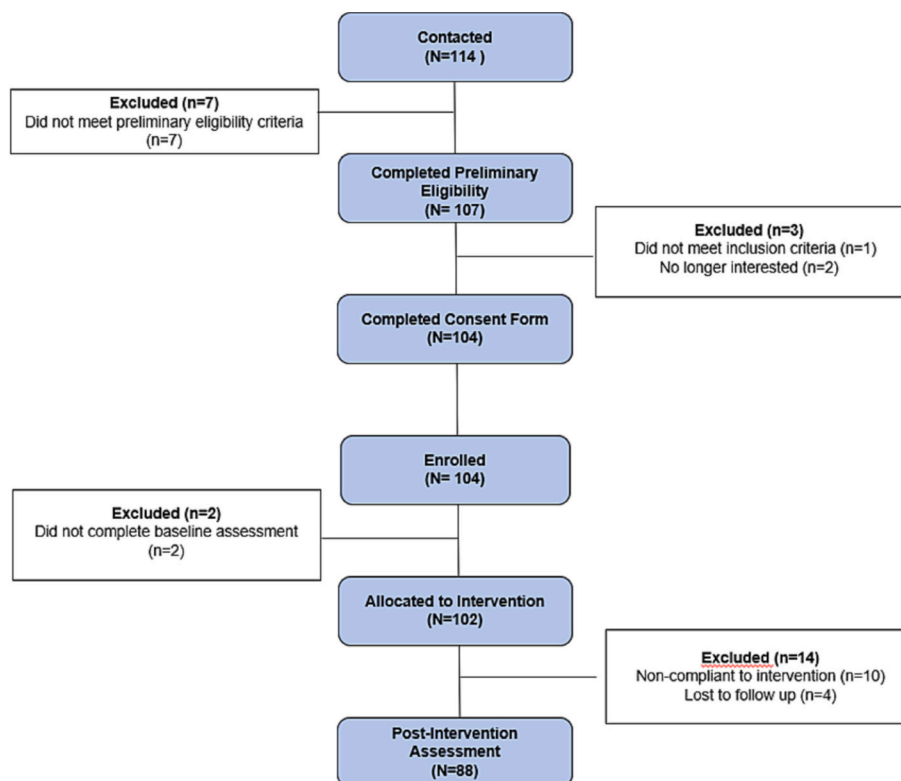 Contacted
(N=114 )
Excluded (n=7)
Did not meet preliminary eligibility criteria
(n=7)
Completed Preliminary
Eligibility
(N= 107)
Excluded (n=3)
Did not meet inclusion criteria (n=1)
No longer interested (n=2)
Completed Consent Form
(N=104)
Enrolled
(N= 104)
Excluded (n=2)
Did not complete baseline assessment
(n=2)
Allocated to Intervention
(N=102)
Excluded (n=14)
Non-compliant to intervention (n=10)
Lost to follow up (n=4)
Post-Intervention
Assessment
(N=88)